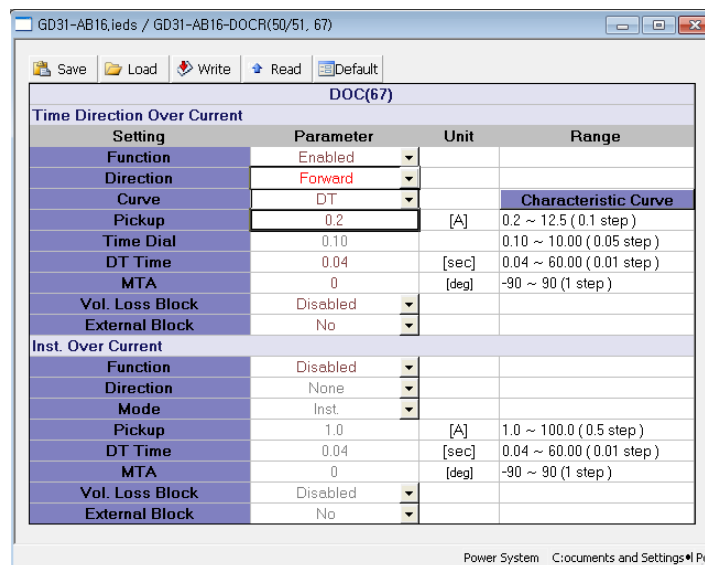 GD31-AB16,ieds / GD31-AB16-DOCR(50/51, 67)
Save Load Write Read Default
DOC(67)
Time Direction Over Current
Setting Parameter Unit Range
Function Enabled
Direction Forward
Curve DT Characteristic Curve
Pickup 0.2 [A] 0.2 ~ 12.5 ( 0.1 step )
Time Dial 0.10 0.10 ~ 10.00 ( 0.05 step )
DT Time 0.04 [sec] 0.04 ~ 60.00 ( 0.01 step )
MTA 0 [deg] -90 ~ 90 (1 step )
Vol. Loss Block Disabled
External Block No
Inst. Over Current
Function Disabled
Direction None
Mode Inst.
Pickup 1.0 [A] 1.0 ~ 100.0 ( 0.5 step )
DT Time 0.04 [sec] 0.04 ~ 60.00 ( 0.01 step )
MTA 0 [deg] -90 ~ 90 (1 step )
Vol. Loss Block Disabled
External Block No
Power System C:ocuments and Settings